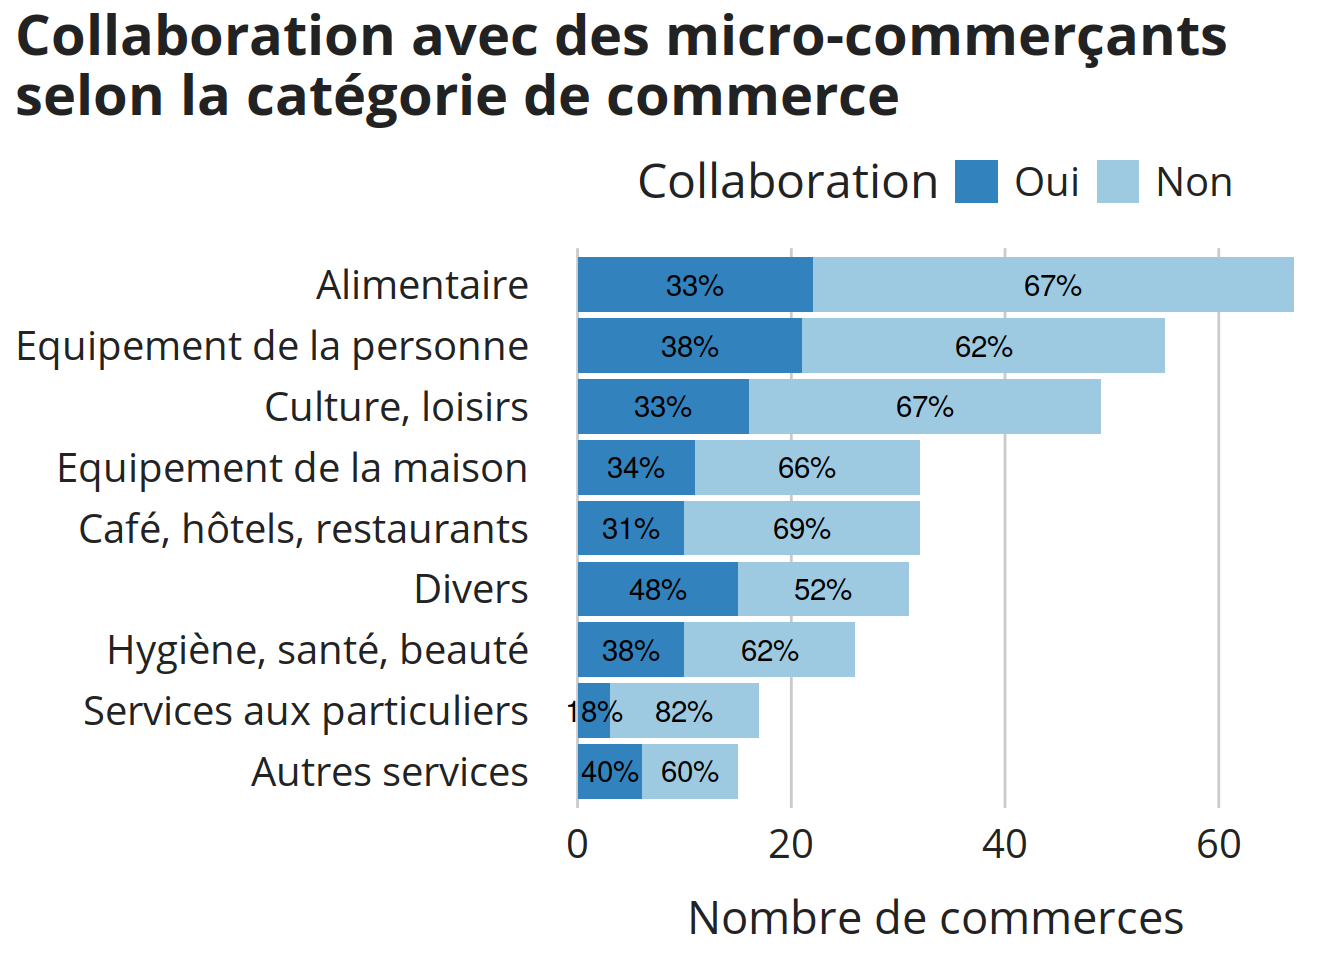 Collaboration avec des micro-commerçants
selon la catégorie de commerce
Collaboration Oui Non
Alimentaire 33% 67%
Equipement de la personne 38% 62%
Culture, loisirs 33% 67%
Equipement de la maison 34% 66%
Café, hôtels, restaurants 31% 69%
Divers 48% 52%
Hygiène, santé, beauté 38% 62%
Services aux particuliers 18% 82%
Autres services 40% 60%
0 20 40 60
Nombre de commerces